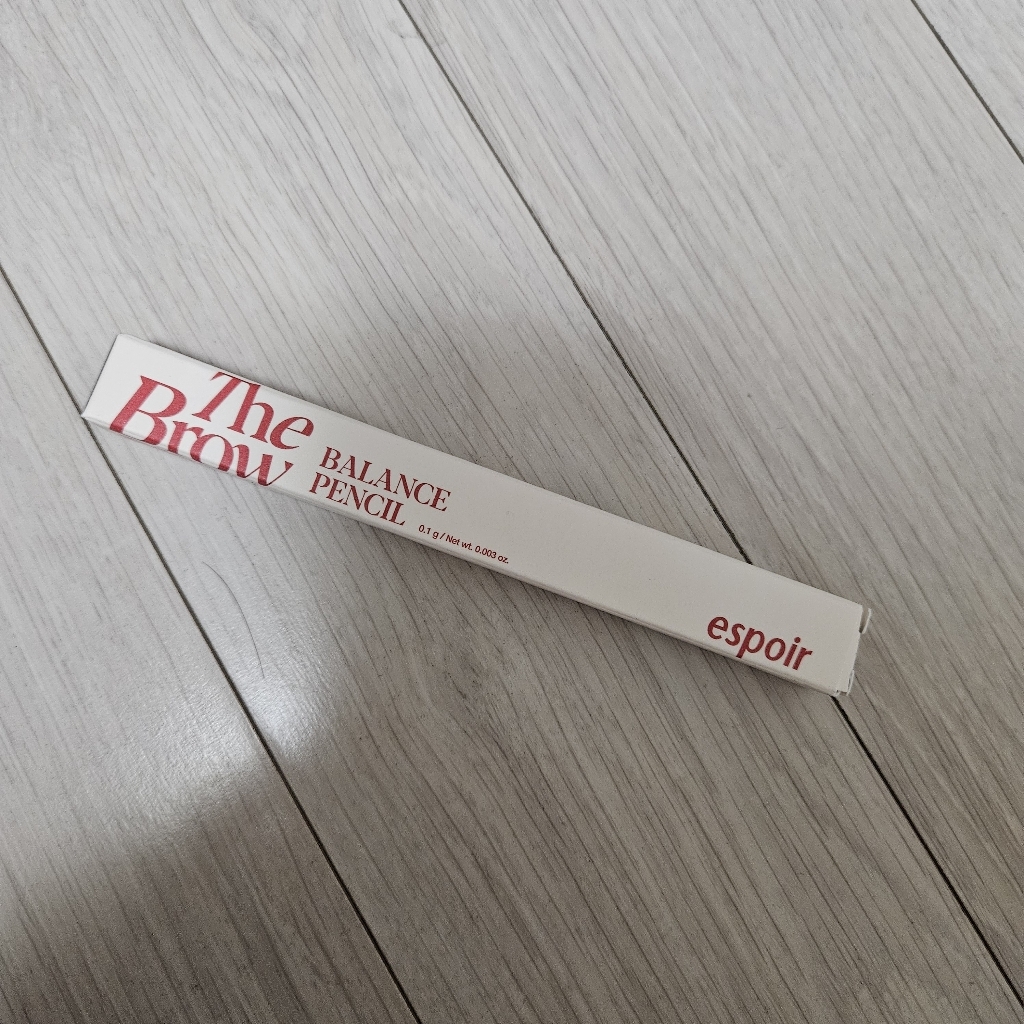 The
Brow
BALANCE
PENCIL
0.1 g / Net wt. 0.003 oz.
espoir